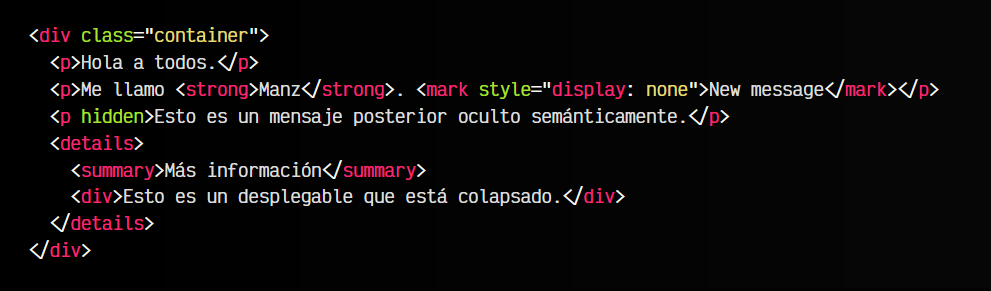 <div class="container">
<p>Hola a todos.</p>
<p>Me llamo <strong>Manz</strong>. <mark style="display: none">New message</mark></p>
<p hidden>Esto es un mensaje posterior oculto semánticamente.</p>
<details>
<summary>Más información</summary>
<div>Esto es un desplegable que está colapsado.</div>
</details>
</div>